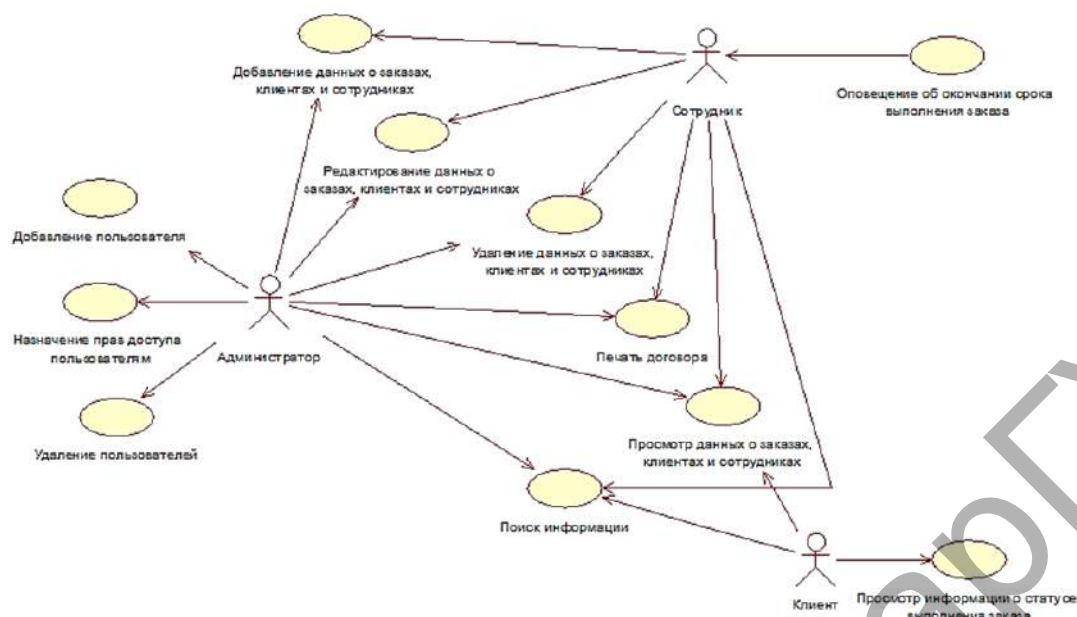 Добавление данных о заказах,
клиентах и сотрудниках
Сотрудник
Оповещение об окончании срока
выполнения заказа
Редактирование данных о
заказах, клиентах и сотрудниках
Добавление пользователя
Удаление данных о заказах,
клиентах и сотрудниках
Назначение прав доступа
пользователям
Администратор
Печать договора
Удаление пользователей
Просмотр данных о заказах,
клиентах и сотрудниках
Поиск информации
Клиент
Просмотр информации о статусе
выполнения заказа